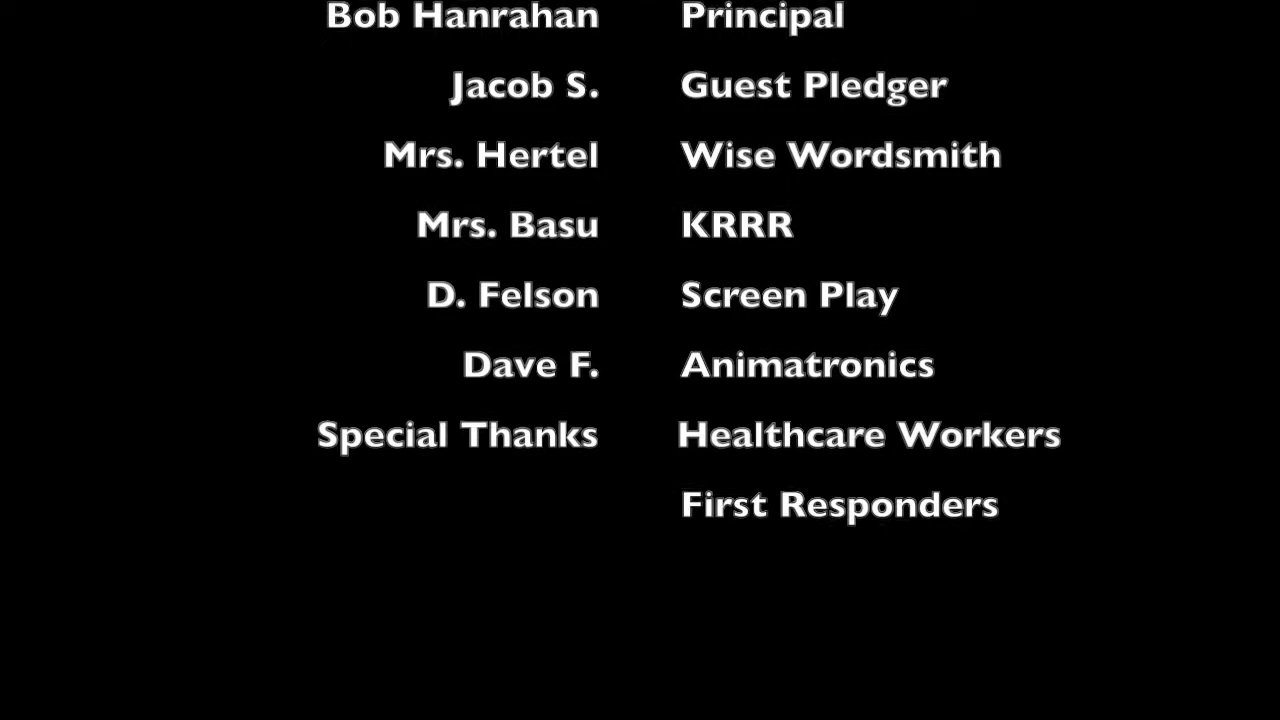 Bob Hanrahan Principal
Jacob S. Guest Pledger
Mrs. Hertel Wise Wordsmith
Mrs. Basu KRRR
D. Felson Screen Play
Dave F. Animatronics
Special Thanks Healthcare Workers
First Responders